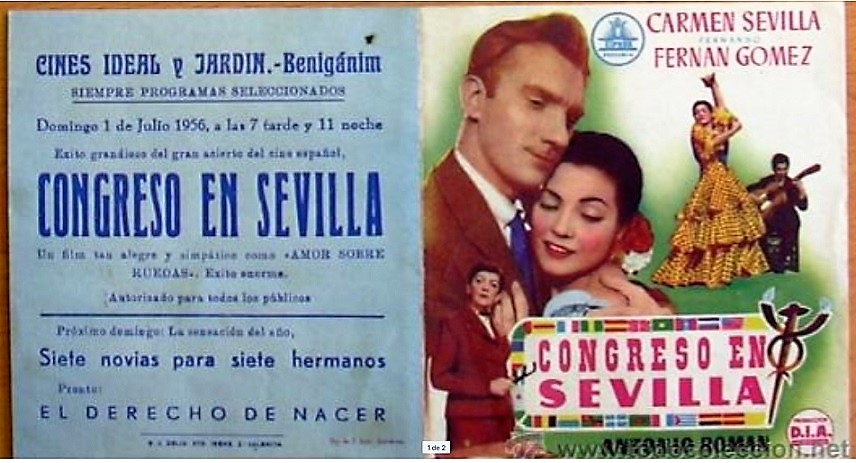 CINES IDEAL y JARDIN.-Benigánim
SIEMPRE PROGRAMAS SELECCIONADOS
Domingo 1 de Julio 1956, a las 7 tarde y 11 noche
Exito grandioso del gran acierto del cine español,
CONGRESO EN SEVILLA
Un film tan alegre y simpático como «AMOR SOBRE
RUEDAS». Exito enorme.
¡Autorizado para todos los públicos
Próximo domingo: La sensación del año,
Siete novias para siete hermanos
Pronto:
EL DERECHO DE NACER
CARMEN SEVILLA
FERNANDO
FERNAN GOMEZ
CONGRESO EN
SEVILLA
ANTONIO ROMAN
D.I.A.
1 de 2
todocoleccion.net